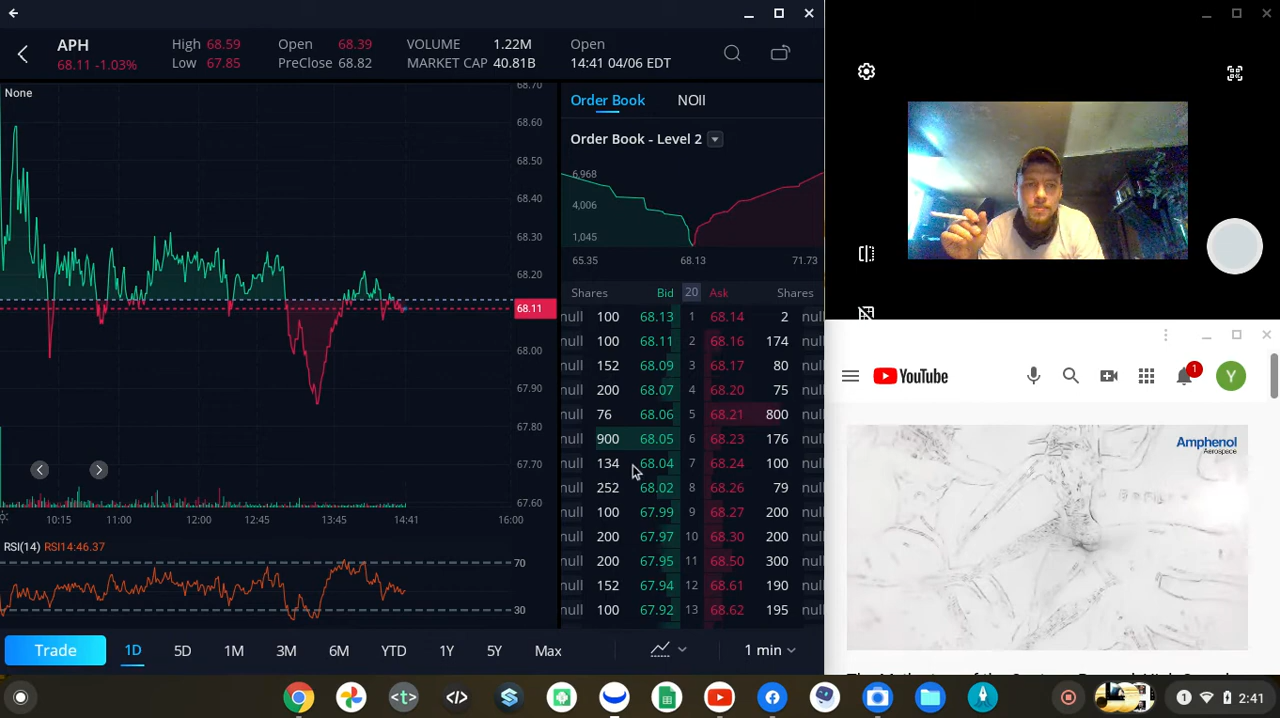 APH
68.11 -1.03%
High 68.59
Low 67.85
Open 68.39
PreClose 68.82
VOLUME 1.22M
MARKET CAP 40.81B
Open
14:41 04/06 EDT
None
68.70
68.60
68.50
68.40
68.30
68.20
68.11
68.00
67.90
67.80
67.70
67.60
10:15 11:00 12:00 12:45 13:45 14:41 16:00
RSI(14) RSI14:46.37
70
30
Order Book NOII
Order Book - Level 2
6,968
4,006
1,045
65.35 68.13 71.73
Shares Bid 20 Ask Shares
null 100 68.13 1 68.14 2 null
null 100 68.11 2 68.16 174 null
null 152 68.09 3 68.17 80 null
null 200 68.07 4 68.20 75 null
null 76 68.06 5 68.21 800 null
null 900 68.05 6 68.23 176 null
null 134 68.04 7 68.24 100 null
null 252 68.02 8 68.26 79 null
null 100 67.99 9 68.27 200 null
null 200 67.97 10 68.30 200 null
null 200 67.95 11 68.50 300 null
null 152 67.94 12 68.61 190 null
null 100 67.92 13 68.62 195 null
Trade 1D 5D 1M 3M 6M YTD 1Y 5Y Max 1 min
YouTube
1
Y
Amphenol
Aerospace
1 2:41